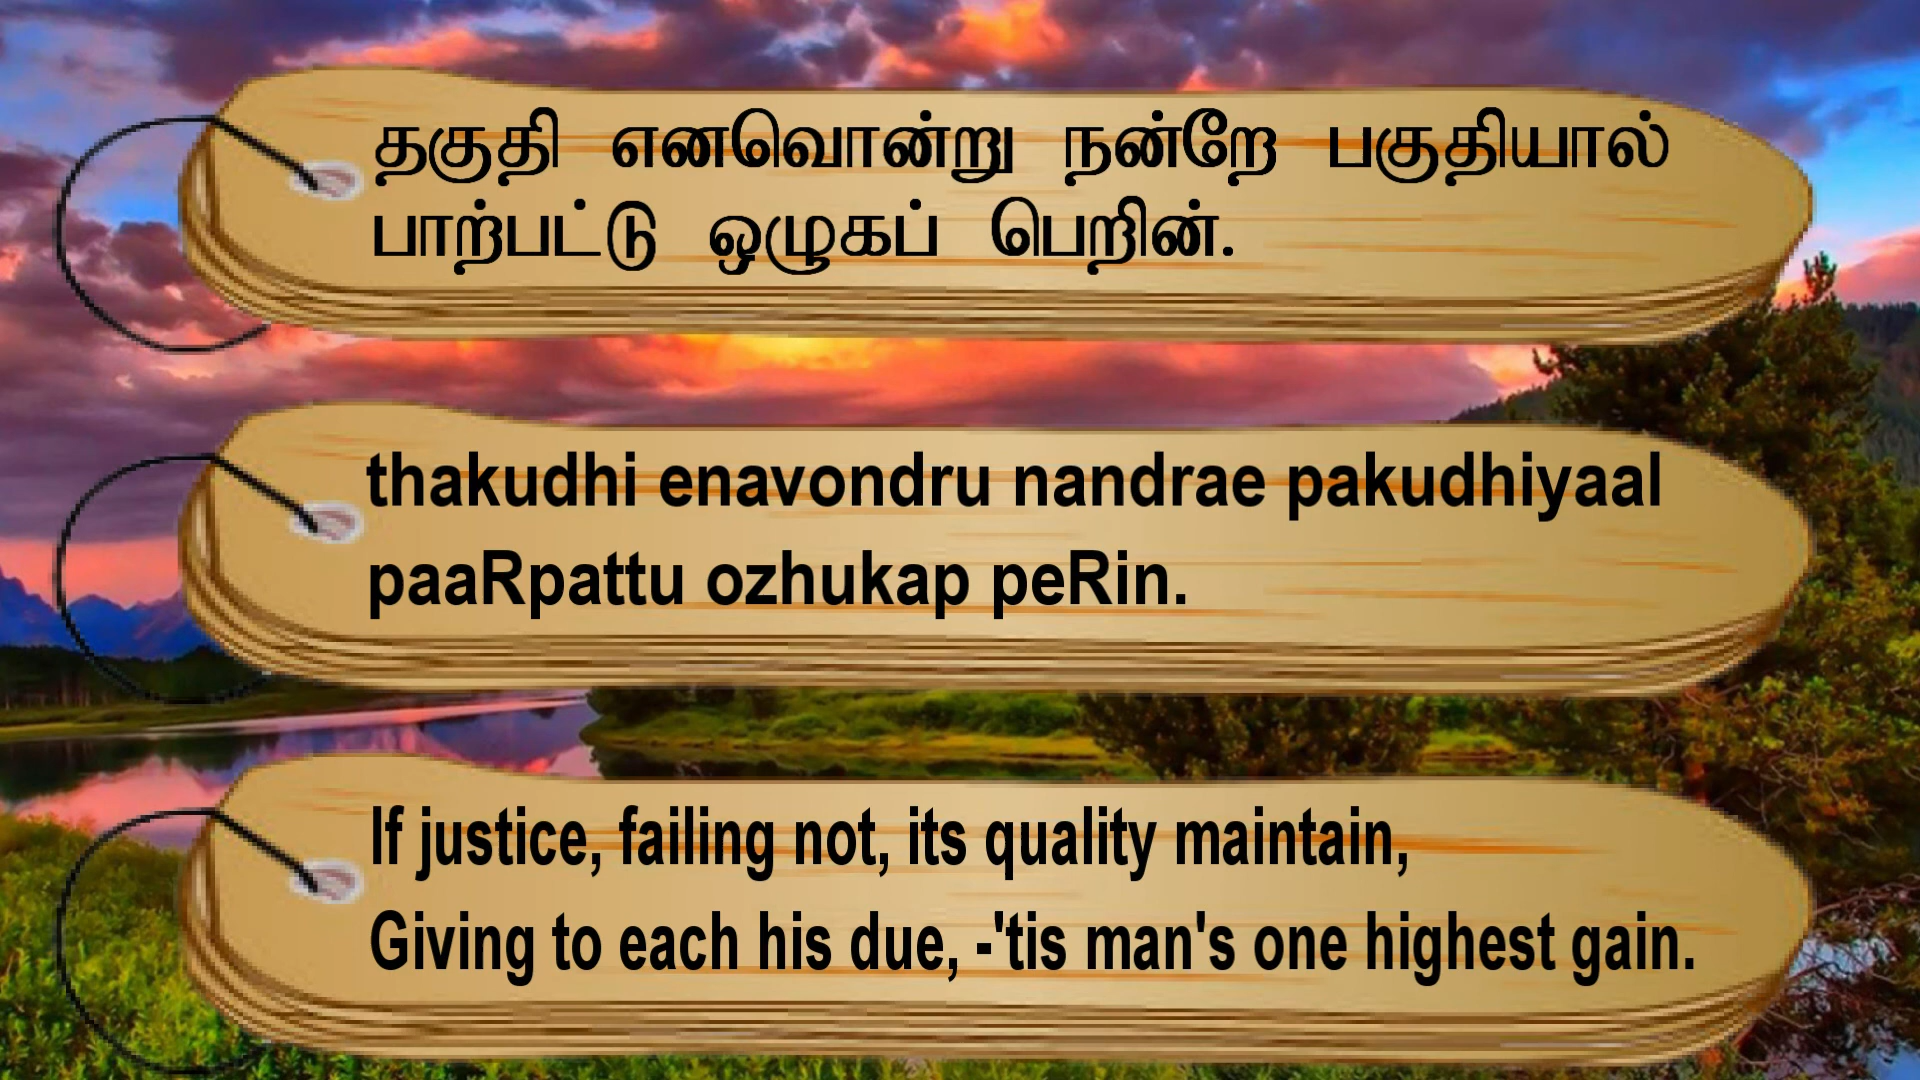 தகுதி எனவொன்று நன்றே பகுதியால்
பாற்பட்டு ஒழுகப் பெறின்.
thakudhi enavondru nandrae pakudhiyaal
paaRpattu ozhukap peRin.
If justice, failing not, its quality maintain,
Giving to each his due, -'tis man's one highest gain.